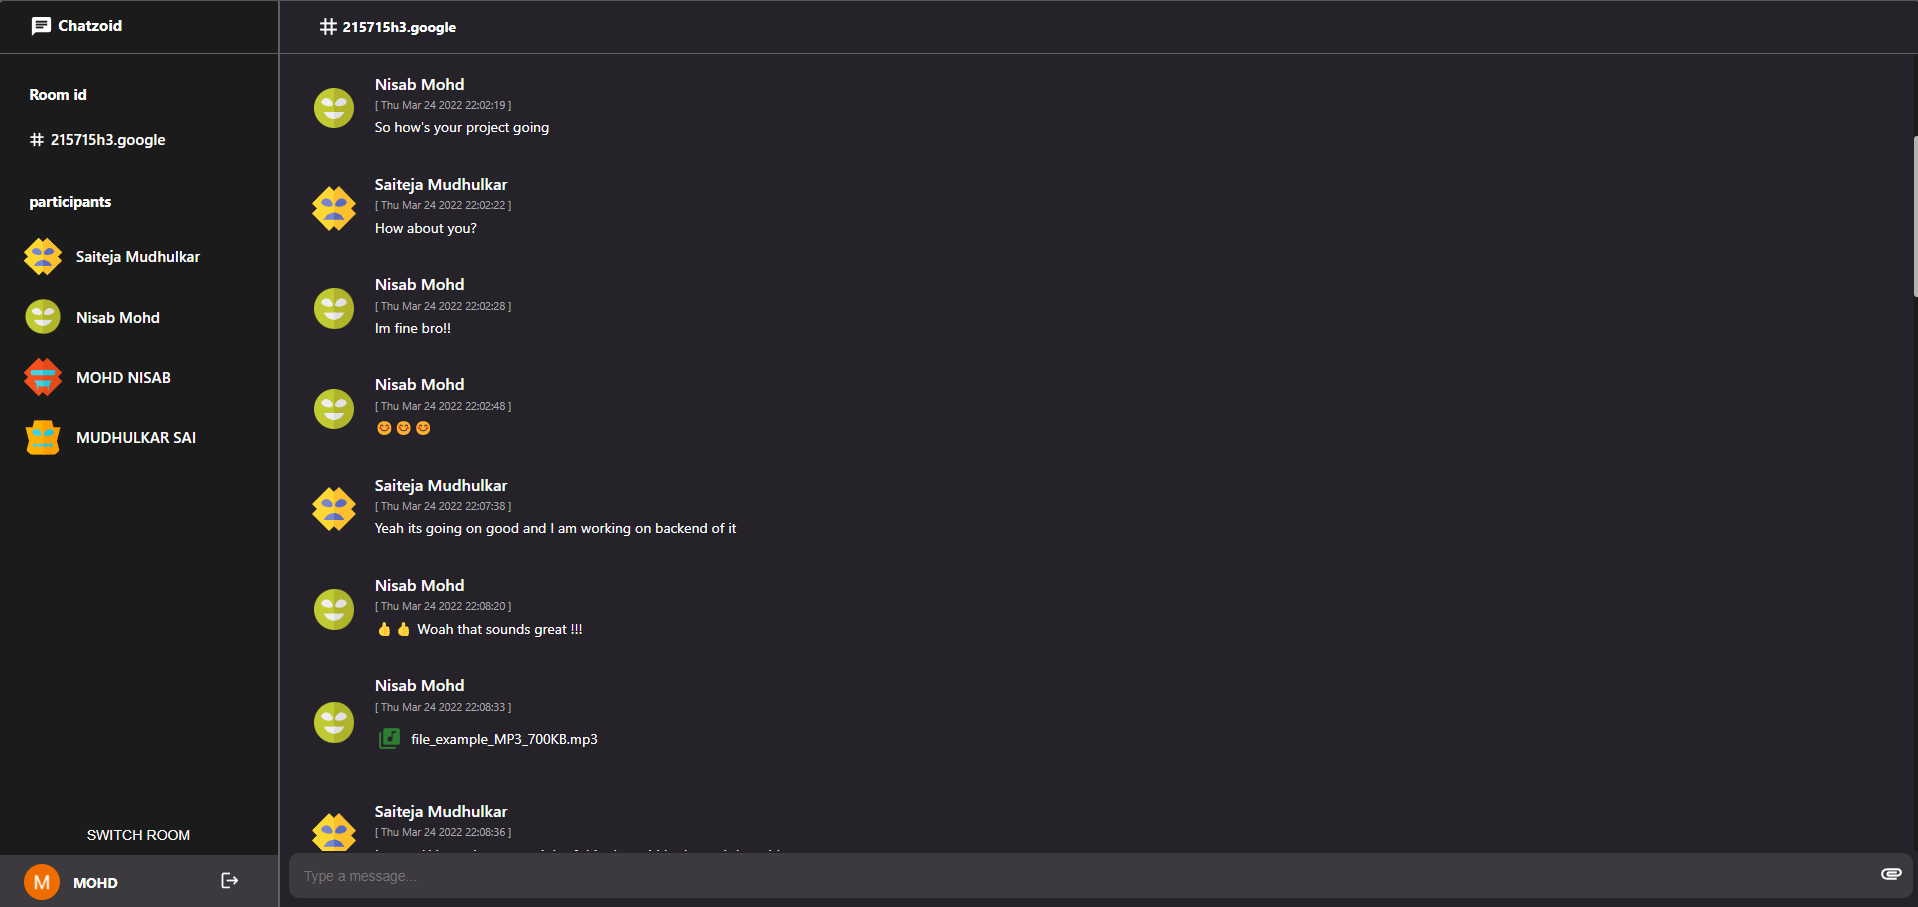 Chatzoid
Room id
# 215715h3.google
participants
Saiteja Mudhulkar
Nisab Mohd
MOHD NISAB
MUDHULKAR SAI
SWITCH ROOM
M MOHD
# 215715h3.google
Nisab Mohd
[ Thu Mar 24 2022 22:02:19 ]
So how's your project going
Saiteja Mudhulkar
[ Thu Mar 24 2022 22:02:22 ]
How about you?
Nisab Mohd
[ Thu Mar 24 2022 22:02:28 ]
Im fine bro!!
Nisab Mohd
[ Thu Mar 24 2022 22:02:48 ]
😊 😊 😊
Saiteja Mudhulkar
[ Thu Mar 24 2022 22:07:38 ]
Yeah its going on good and I am working on backend of it
Nisab Mohd
[ Thu Mar 24 2022 22:08:20 ]
👍 👍 Woah that sounds great !!!
Nisab Mohd
[ Thu Mar 24 2022 22:08:33 ]
file_example_MP3_700KB.mp3
Saiteja Mudhulkar
[ Thu Mar 24 2022 22:08:36 ]
Type a message...